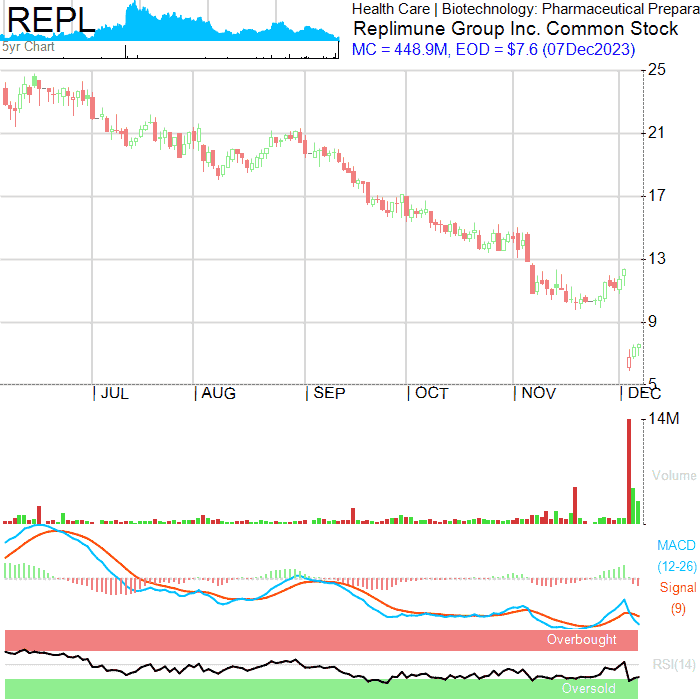 REPL
5yr Chart
Health Care | Biotechnology: Pharmaceutical Prepara
Replimune Group Inc. Common Stock
MC = 448.9M, EOD = $7.6 (07Dec2023)
25
21
17
13
9
5
JUL AUG SEP OCT NOV DEC
14M
Volume
MACD
(12-26)
Signal
(9)
Overbought
RSI(14)
Oversold